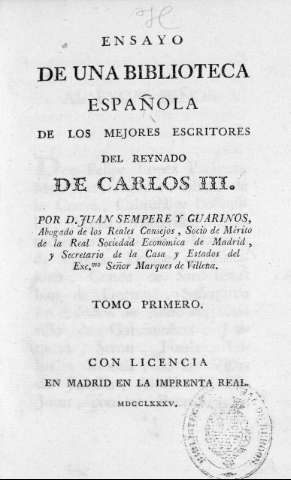 ENSAYO
DE UNA BIBLIOTECA
ESPAÑOLA
DE LOS MEJORES ESCRITORES
DEL REYNADO
DE CARLOS III.
POR D. JUAN SEMPERE Y GUARINOS,
Abogado de los Reales Consejos, Socio de Mérito
de la Real Sociedad Económica de Madrid,
y Secretario de la Casa y Estados del
Exc.mo Señor Marques de Villena.
TOMO PRIMERO.
CON LICENCIA
EN MADRID EN LA IMPRENTA REAL.
MDCCLXXXV.